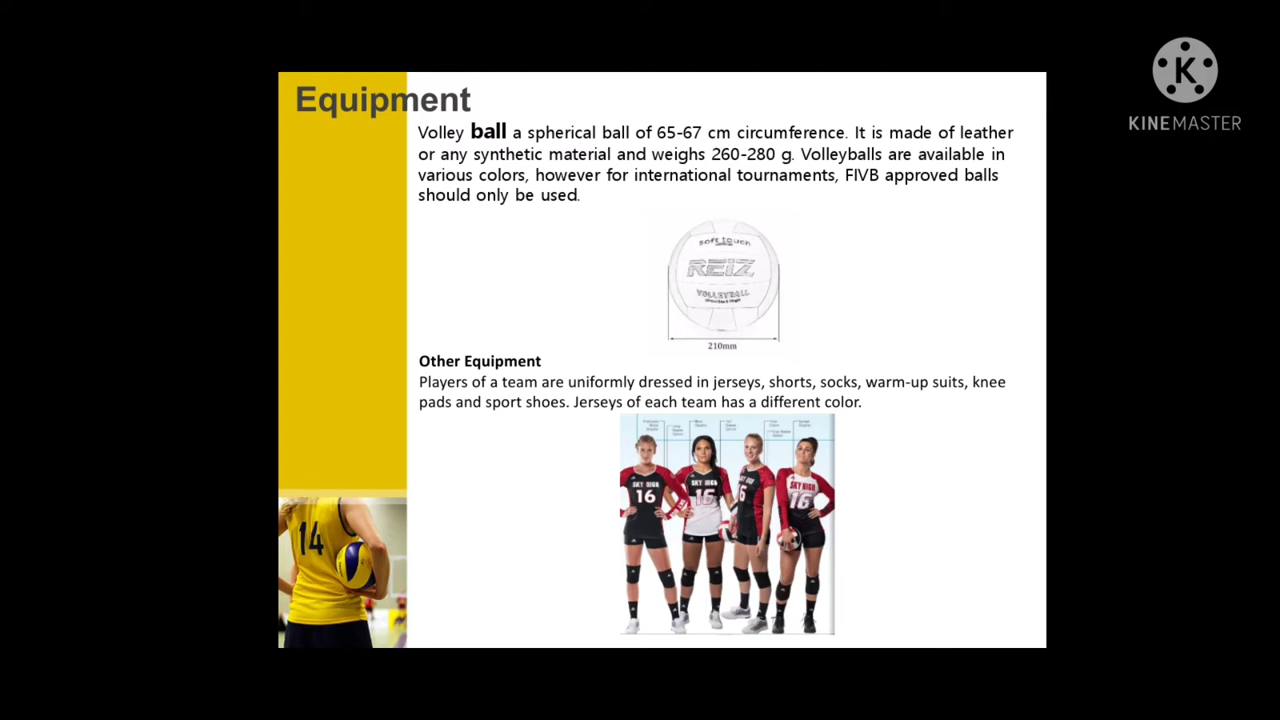 Equipment
Volley ball a spherical ball of 65-67 cm circumference. It is made of leather
or any synthetic material and weighs 260-280 g. Volleyballs are available in
various colors, however for international tournaments, FIVB approved balls
should only be used.
soft touch
REIZ
VOLLEYBALL
210mm
Other Equipment
Players of a team are uniformly dressed in jerseys, shorts, socks, warm-up suits, knee
pads and sport shoes. Jerseys of each team has a different color.
SKY HIGH
16
SKY HIGH
16
SKY HIGH
16
14
K
KINEMASTER